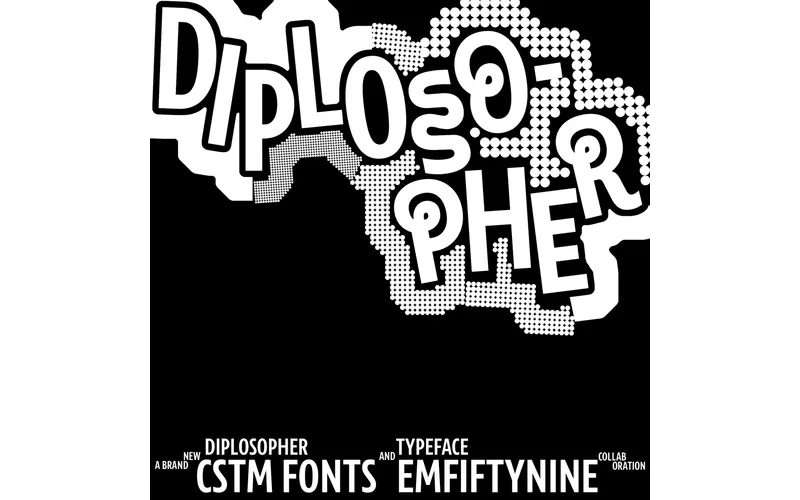 DIPLOSO-
PHER
A BRAND NEW DIPLOSOPHER TYPEFACE
CSTM FONTS AND EMFIFTYNINE COLLAB
ORATION